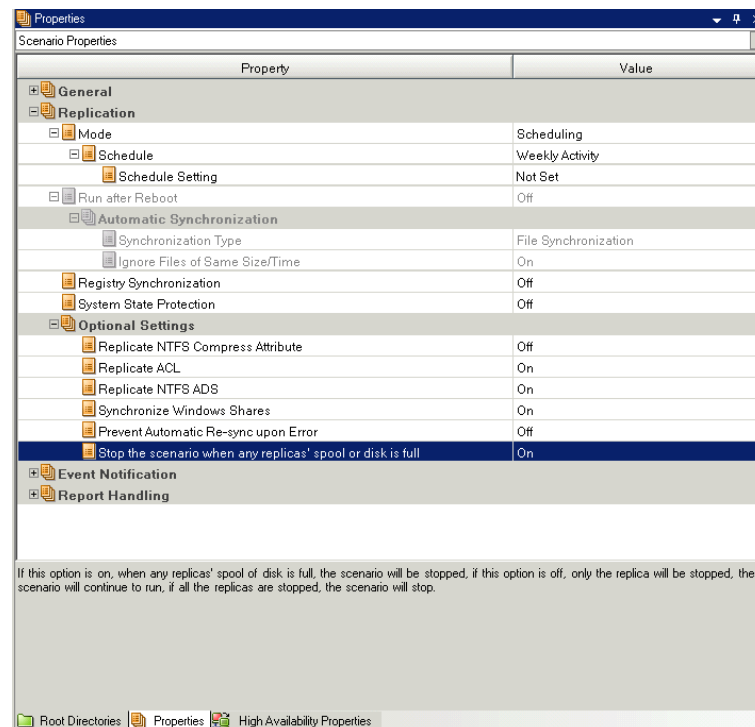 Properties
Scenario Properties
Property Value
General
Replication
Mode Scheduling
Schedule Weekly Activity
Schedule Setting Not Set
Run after Reboot Off
Automatic Synchronization
Synchronization Type File Synchronization
Ignore Files of Same Size/Time On
Registry Synchronization Off
System State Protection Off
Optional Settings
Replicate NTFS Compress Attribute Off
Replicate ACL On
Replicate NTFS ADS On
Synchronize Windows Shares On
Prevent Automatic Re-sync upon Error Off
Stop the scenario when any replicas' spool or disk is full On
Event Notification
Report Handling
If this option is on, when any replicas' spool of disk is full, the scenario will be stopped, if this option is off, only the replica will be stopped, the
scenario will continue to run, if all the replicas are stopped, the scenario will stop.
Root Directories Properties High Availability Properties